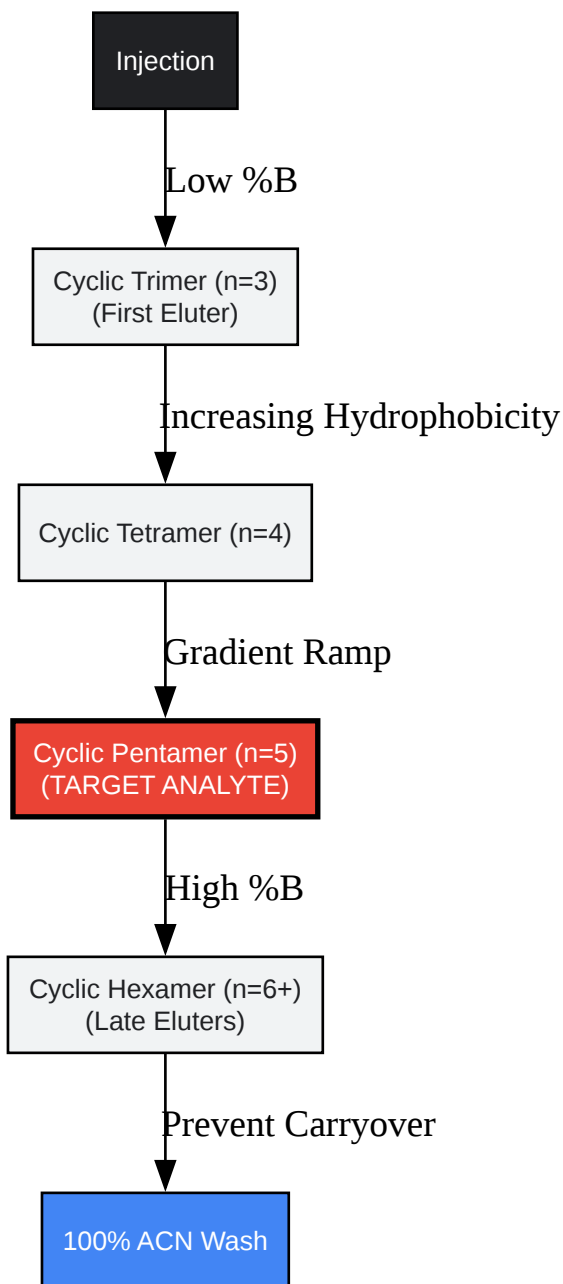 Injection
Low %B
Cyclic Trimer (n=3)
(First Eluter)
Increasing Hydrophobicity
Cyclic Tetramer (n=4)
Gradient Ramp
Cyclic Pentamer (n=5)
(TARGET ANALYTE)
High %B
Cyclic Hexamer (n=6+)
(Late Eluters)
Prevent Carryover
100% ACN Wash